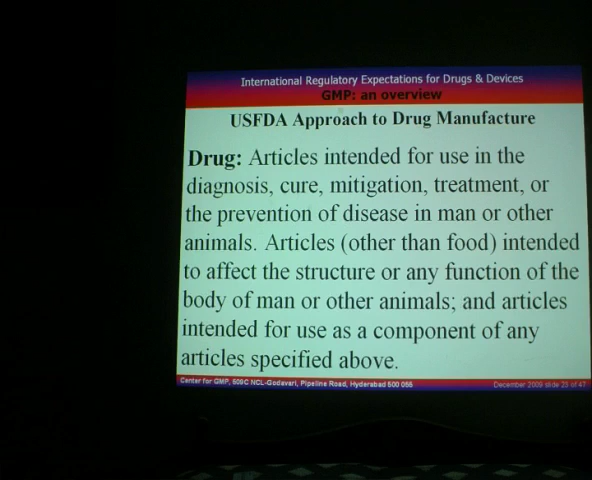 International Regulatory Expectations for Drugs & Devices
GMP: an overview
USFDA Approach to Drug Manufacture
Drug: Articles intended for use in the
diagnosis, cure, mitigation, treatment, or
the prevention of disease in man or other
animals. Articles (other than food) intended
to affect the structure or any function of the
body of man or other animals; and articles
intended for use as a component of any
articles specified above.
Center for GMP, 609C NCL-Godavari, Pipeline Road, Hyderabad 500 055
December 2009 slide 23 of 47